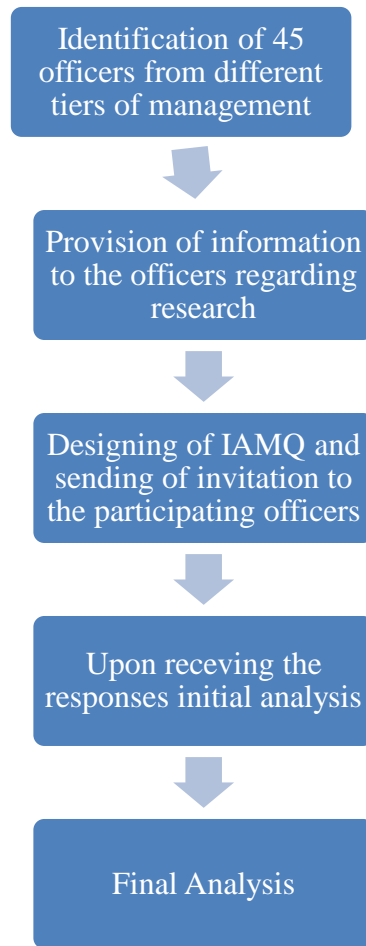 Identification of 45
officers from different
tiers of management
Provision of information
to the officers regarding
research
Designing of IAMQ and
sending of invitation to
the participating officers
Upon receving the
responses initial analysis
Final Analysis